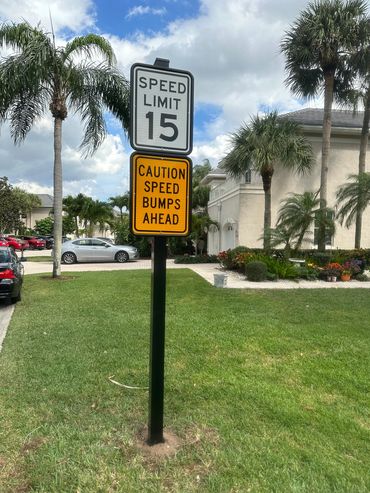 SPEED
LIMIT
15
CAUTION
SPEED
BUMPS
AHEAD